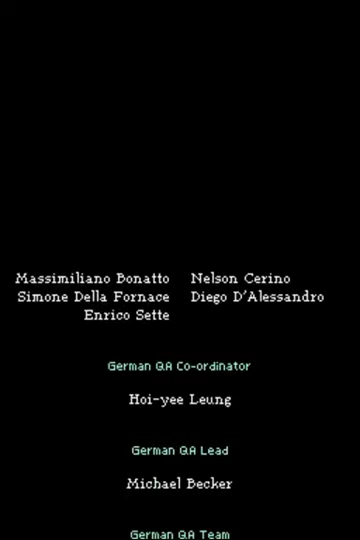 Massimiliano Bonatto Nelson Cerino
Simone Della Fornace Diego D'Alessandro
Enrico Sette
German QA Co-ordinator
Hoi-yee Leung
German QA Lead
Michael Becker
German QA Team